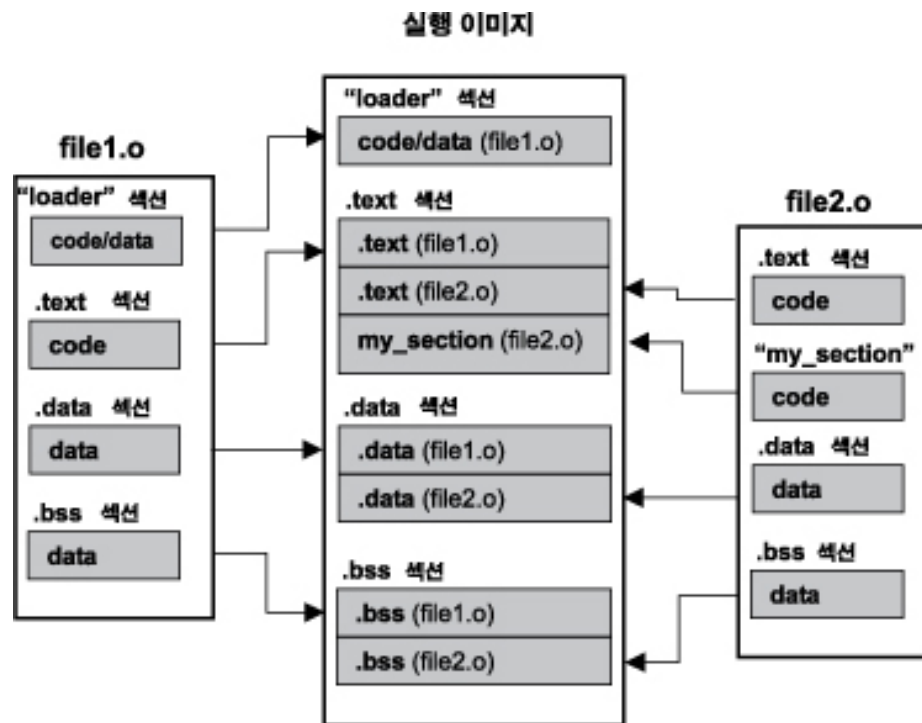 실행 이미지
file1.o
“loader” 섹션
code/data
.text 섹션
code
.data 섹션
data
.bss 섹션
data
“loader” 섹션
code/data (file1.o)
.text 섹션
.text (file1.o)
.text (file2.o)
my_section (file2.o)
.data 섹션
.data (file1.o)
.data (file2.o)
.bss 섹션
.bss (file1.o)
.bss (file2.o)
file2.o
.text 섹션
code
“my_section”
code
.data 섹션
data
.bss 섹션
data